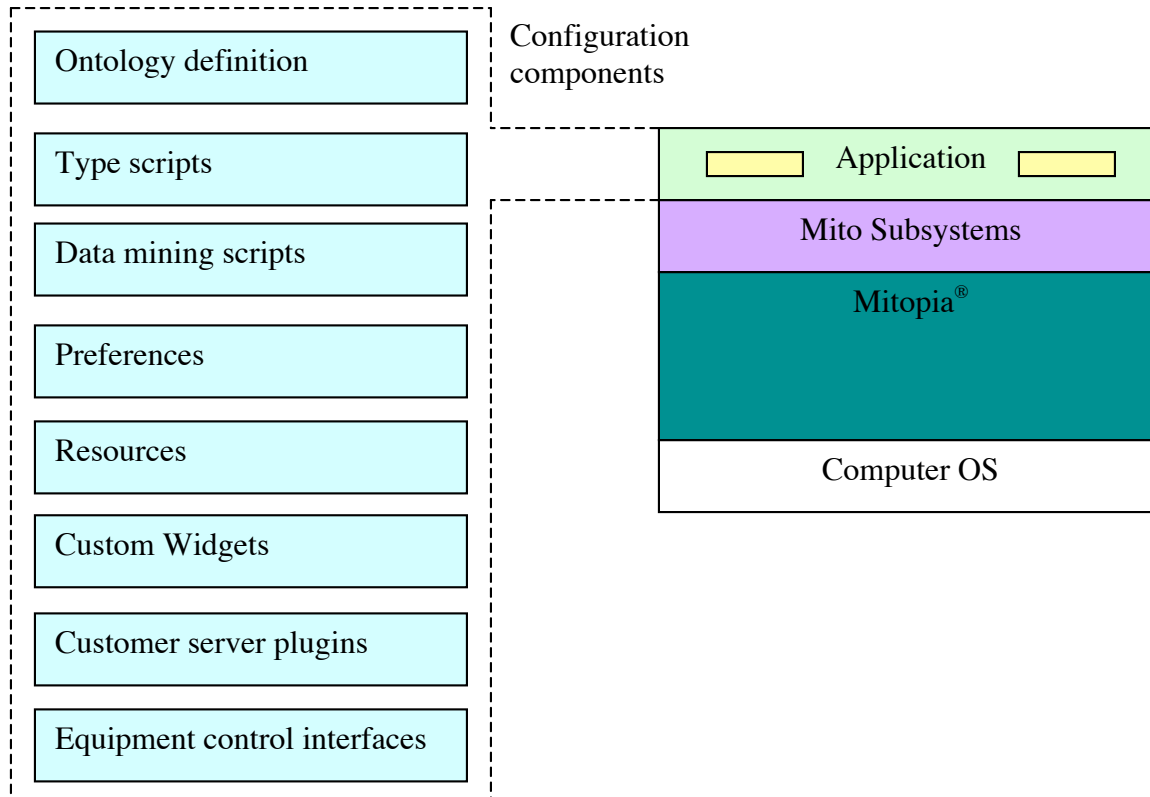 Ontology definition
Type scripts
Data mining scripts
Preferences
Resources
Custom Widgets
Customer server plugins
Equipment control interfaces
Configuration
components
Application
Mito Subsystems
Mitopia®
Computer OS